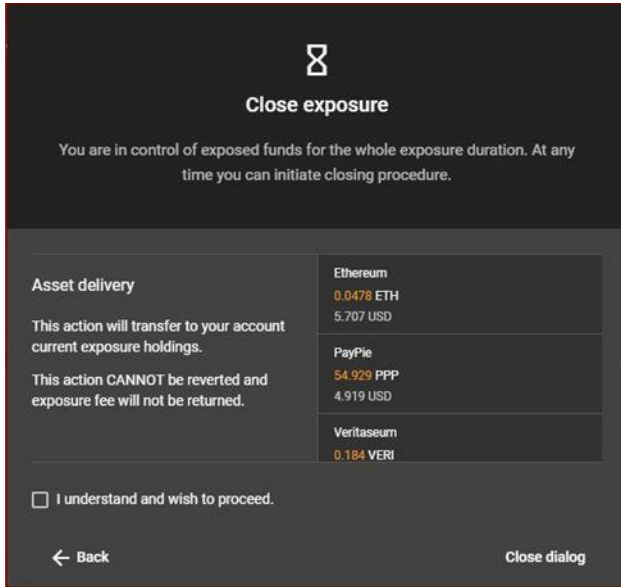 Close exposure
You are in control of exposed funds for the whole exposure duration. At any
time you can initiate closing procedure.
Asset delivery
This action will transfer to your account
current exposure holdings.
This action CANNOT be reverted and
exposure fee will not be returned.
Ethereum
0.0478 ETH
5.707 USD
PayPie
54.929 PPP
4.919 USD
Veritaseum
0.184 VERI
I understand and wish to proceed.
Back
Close dialog